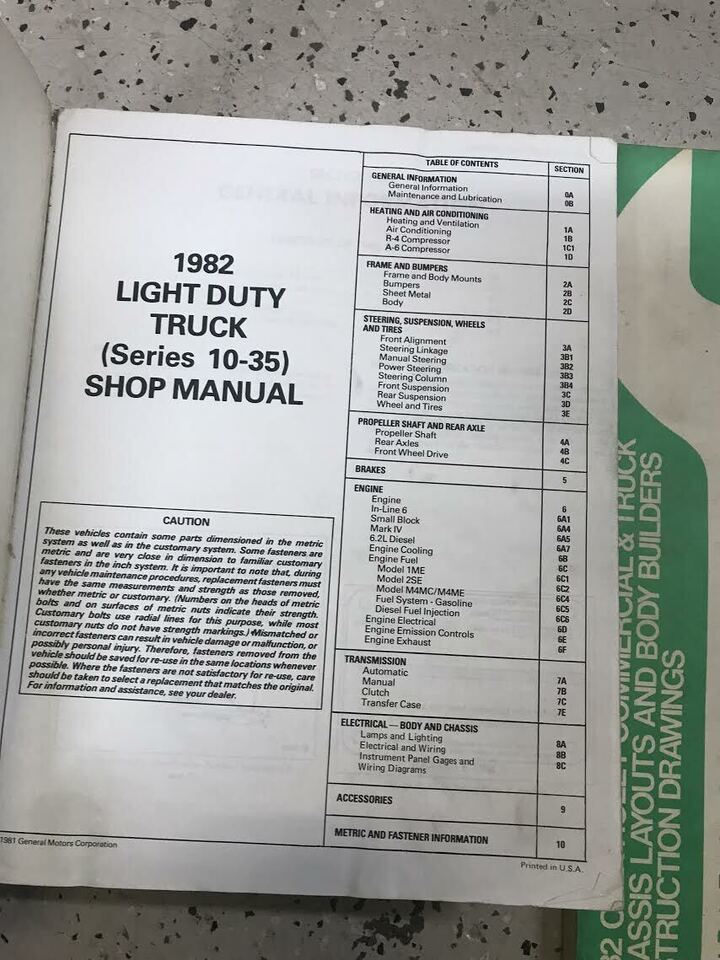 1982
LIGHT DUTY
TRUCK
(Series 10-35)
SHOP MANUAL
CAUTION
These vehicles contain some parts dimensioned in the metric
system as well as in the customary system. Some fasteners are
metric and are very close in dimension to familiar customary
fasteners in the inch system. It is important to note that, during
any vehicle maintenance procedures, replacement fasteners must
have the same measurements and strength as those removed,
whether metric or customary. (Numbers on the heads of metric
bolts and on surfaces of metric nuts indicate their strength.
Customary bolts use radial lines for this purpose, while most
customary nuts do not have strength markings.) Mismatched or
incorrect fasteners can result in vehicle damage or malfunction, or
possibly personal injury. Therefore, fasteners removed from the
vehicle should be saved for re-use in the same locations whenever
possible. Where the fasteners are not satisfactory for re-use, care
should be taken to select a replacement that matches the original.
For information and assistance, see your dealer.
1981 General Motors Corporation
TABLE OF CONTENTS SECTION
GENERAL INFORMATION
General Information 0A
Maintenance and Lubrication 0B
HEATING AND AIR CONDITIONING
Heating and Ventilation 1A
Air Conditioning 1B
R-4 Compressor 1C1
A-6 Compressor 1D
FRAME AND BUMPERS
Frame and Body Mounts 2A
Bumpers 2B
Sheet Metal 2C
Body 2D
STEERING, SUSPENSION, WHEELS
AND TIRES
Front Alignment 3A
Steering Linkage 3B1
Manual Steering 3B2
Power Steering 3B3
Steering Column 3B4
Front Suspension 3C
Rear Suspension 3D
Wheel and Tires 3E
PROPELLER SHAFT AND REAR AXLE
Propeller Shaft 4A
Rear Axles 4B
Front Wheel Drive 4C
BRAKES 5
ENGINE
Engine 6
In-Line 6 6A1
Small Block 6A4
Mark IV 6A5
6.2L Diesel 6A7
Engine Cooling 6B
Engine Fuel 6C
Model 1ME 6C1
Model 2SE 6C2
Model M4MC/M4ME 6C4
Fuel System - Gasoline 6C5
Diesel Fuel Injection 6C6
Engine Electrical 6D
Engine Emission Controls 6E
Engine Exhaust 6F
TRANSMISSION
Automatic 7A
Manual 7B
Clutch 7C
Transfer Case 7E
ELECTRICAL — BODY AND CHASSIS
Lamps and Lighting 8A
Electrical and Wiring 8B
Instrument Panel Gages and 8C
Wiring Diagrams
ACCESSORIES 9
METRIC AND FASTENER INFORMATION 10
Printed in U.S.A.
COMMERCIAL & TRUCK
ASSIS LAYOUTS AND BODY BUILDERS
STRUCTION DRAWINGS